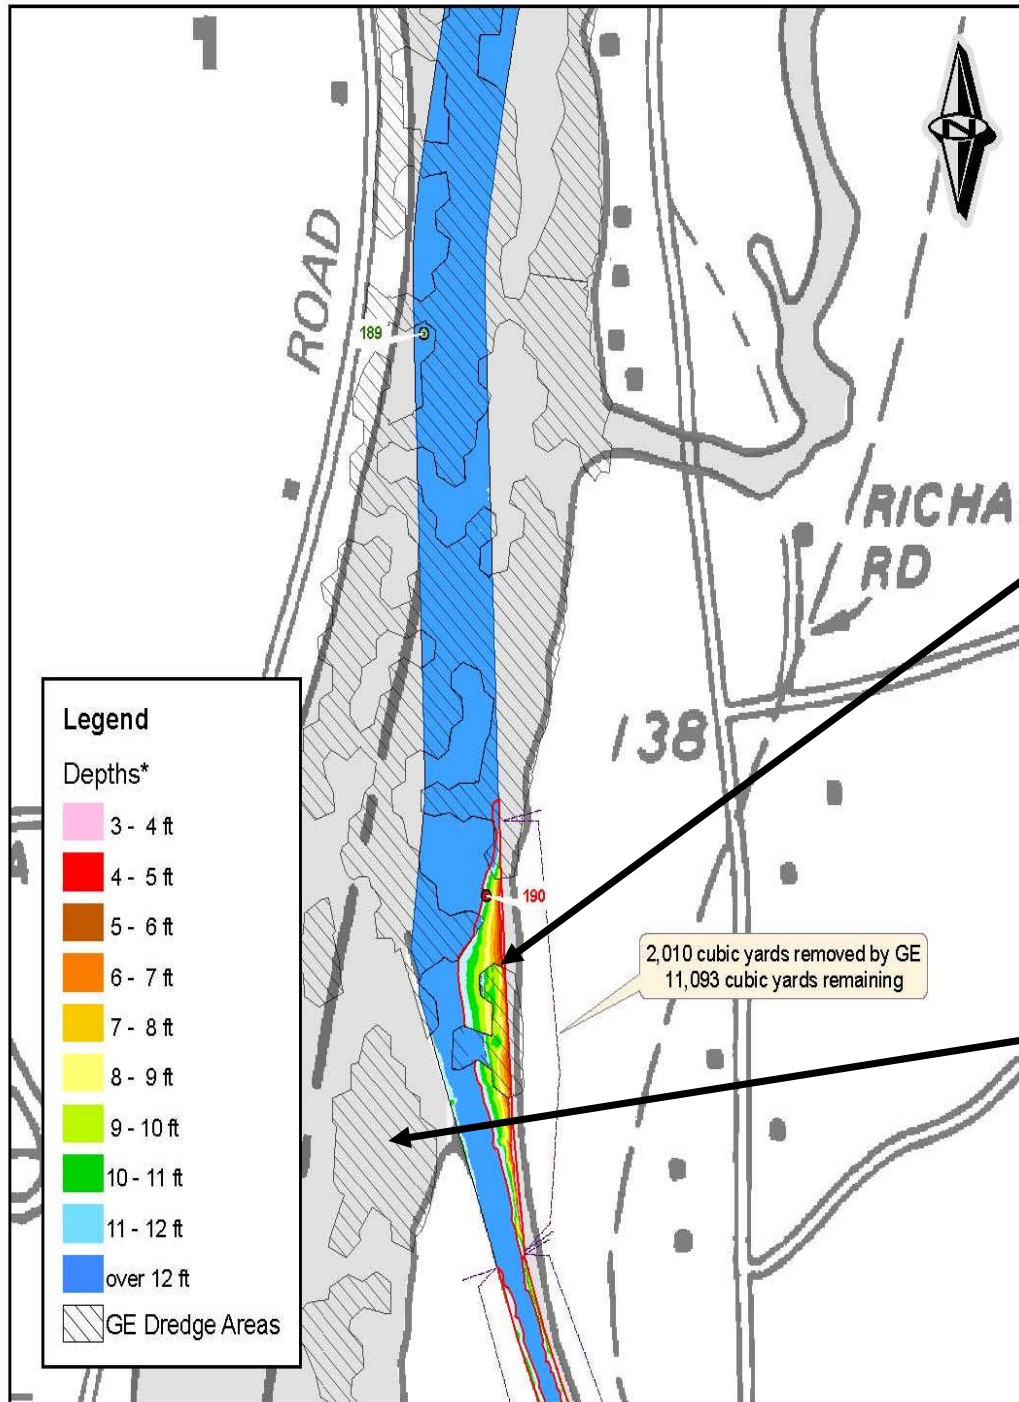 1
N
ROAD
189
RICHA
RD
138
190
2,010 cubic yards removed by GE
11,093 cubic yards remaining
Legend
Depths*
3 - 4 ft
4 - 5 ft
5 - 6 ft
6 - 7 ft
7 - 8 ft
8 - 9 ft
9 - 10 ft
10 - 11 ft
11 - 12 ft
over 12 ft
GE Dredge Areas